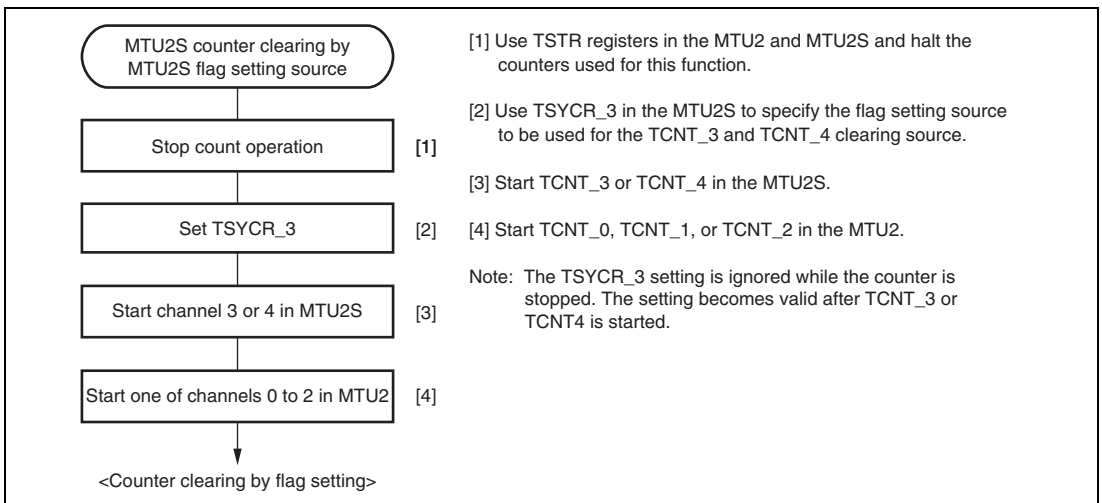 MTU2S counter clearing by
MTU2S flag setting source
Stop count operation
[1]
Set TSYCR_3
[2]
Start channel 3 or 4 in MTU2S
[3]
Start one of channels 0 to 2 in MTU2
[4]
<Counter clearing by flag setting>
[1] Use TSTR registers in the MTU2 and MTU2S and halt the
counters used for this function.
[2] Use TSYCR_3 in the MTU2S to specify the flag setting source
to be used for the TCNT_3 and TCNT_4 clearing source.
[3] Start TCNT_3 or TCNT_4 in the MTU2S.
[4] Start TCNT_0, TCNT_1, or TCNT_2 in the MTU2.
Note: The TSYCR_3 setting is ignored while the counter is
stopped. The setting becomes valid after TCNT_3 or
TCNT4 is started.